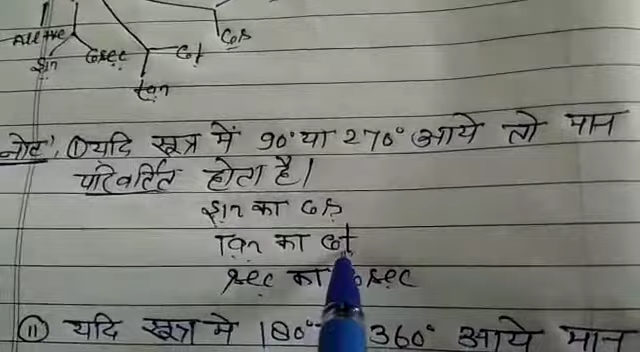 All +ve
Sin
Cosec
Cot
tan
Cos
नोट', ① यदि सूत्र में 90° या 270° आये तो मान
परिवर्तित होता है।
Sin का Cos
Tan का Cot
Sec का Cosec
⑪ यदि सूत्र में 180° 360° आये मान